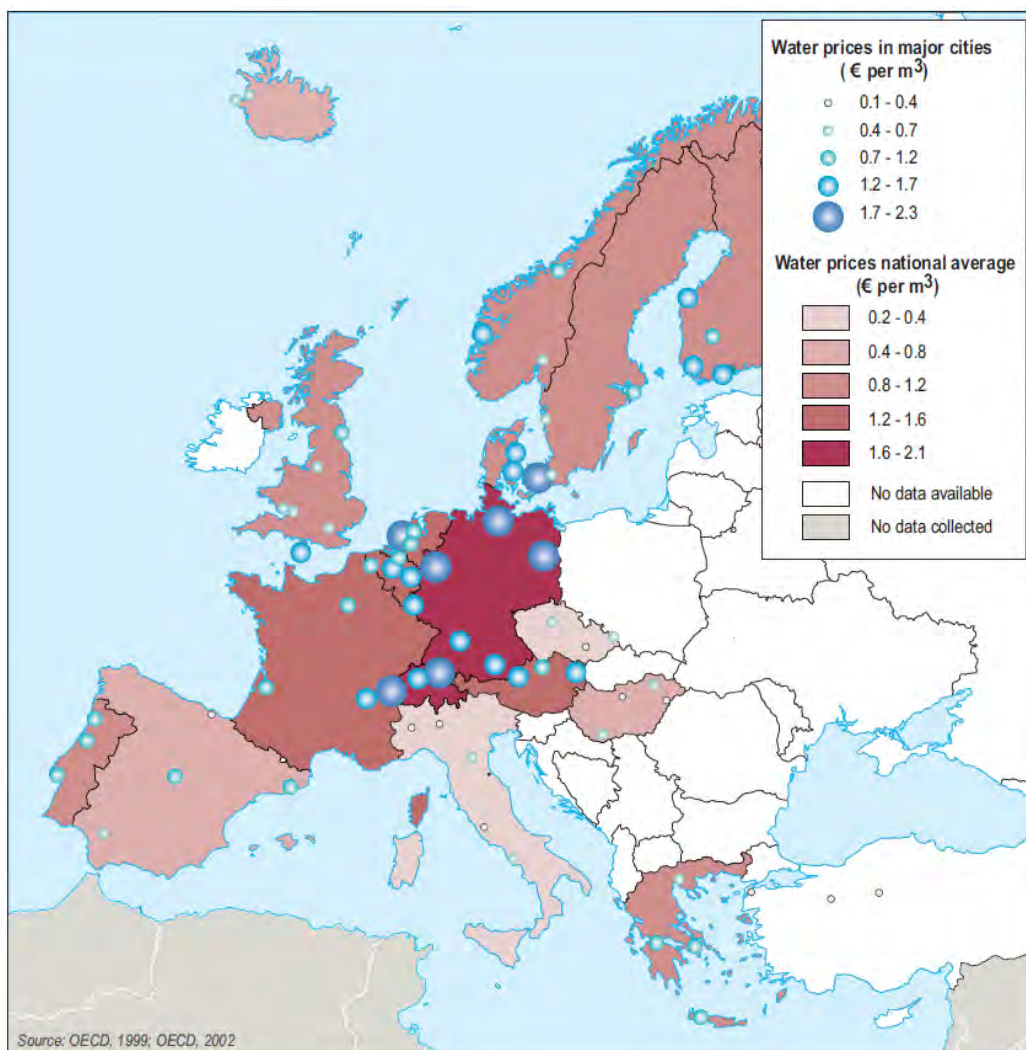 Water prices in major cities
( € per m3)
0.1 - 0.4
0.4 - 0.7
0.7 - 1.2
1.2 - 1.7
1.7 - 2.3
Water prices national average
(€ per m3)
0.2 - 0.4
0.4 - 0.8
0.8 - 1.2
1.2 - 1.6
1.6 - 2.1
No data available
No data collected
Source: OECD, 1999; OECD, 2002